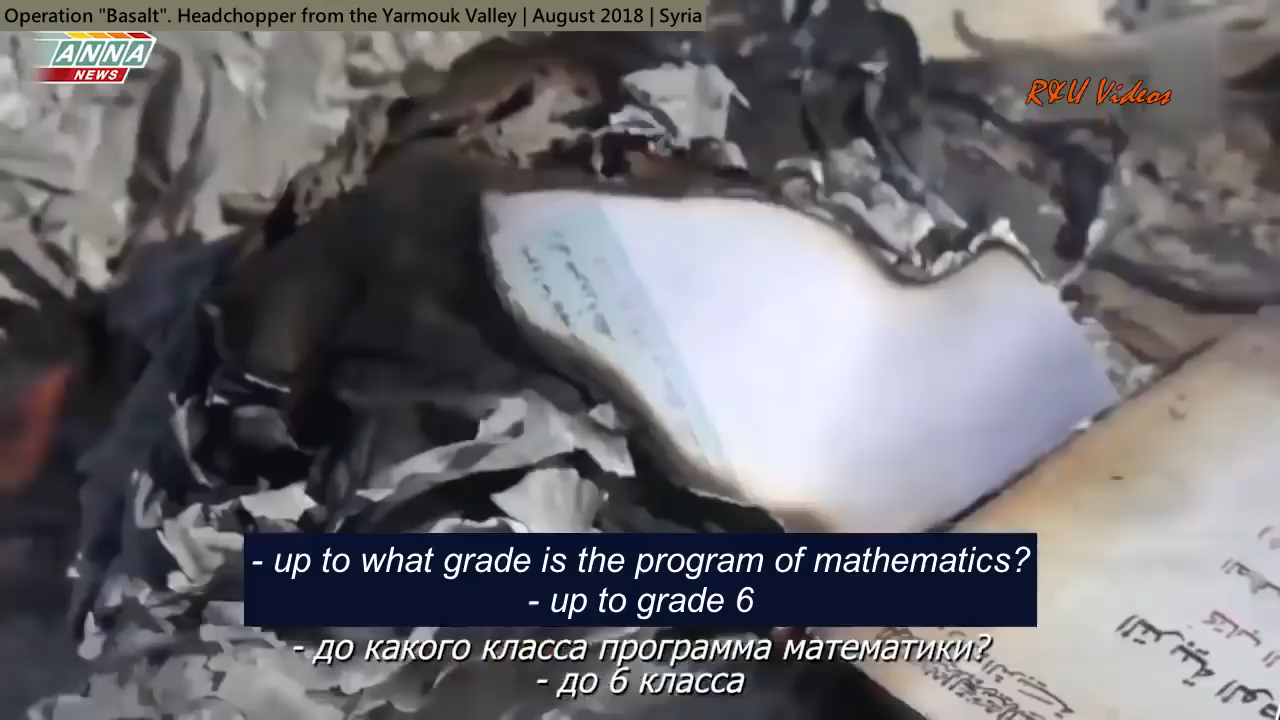 Operation "Basalt". Headchopper from the Yarmouk Valley | August 2018 | Syria
ANNA
NEWS
R&U Videos
- up to what grade is the program of mathematics?
- up to grade 6
- до какого класса программа математики?
- до 6 класса